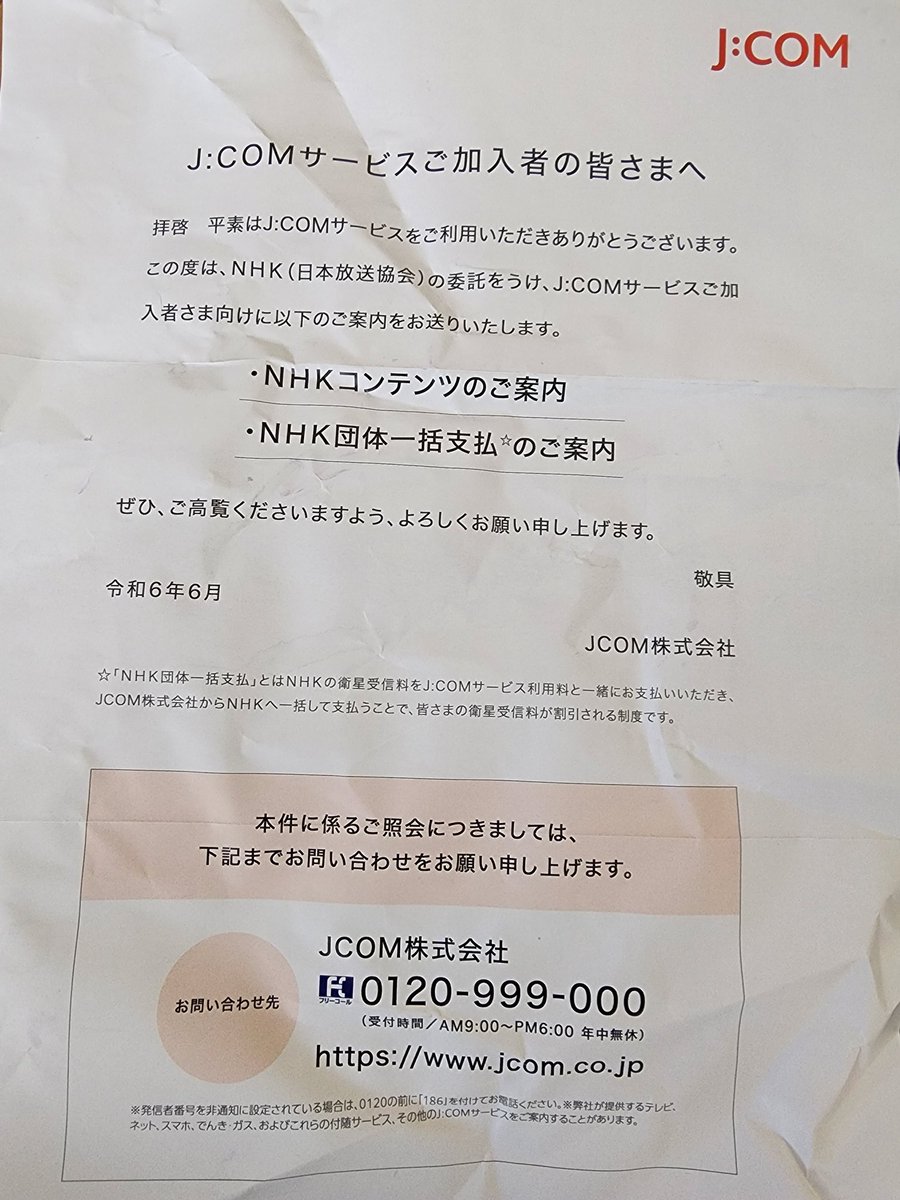 J:COM
J:COMサービスご加入者の皆さまへ
拝啓　平素はJ:COMサービスをご利用いただきありがとうございます。
この度は、NHK（日本放送協会）の委託をうけ、J:COMサービスご加
入者さま向けに以下のご案内をお送りいたします。
・NHKコンテンツのご案内
・NHK団体一括支払☆のご案内
ぜひ、ご高覧くださいますよう、よろしくお願い申し上げます。
敬具
令和6年6月
JCOM株式会社
☆「NHK団体一括支払」とはNHKの衛星受信料をJ:COMサービス利用料と一緒にお支払いいただき、
JCOM株式会社からNHKへ一括して支払うことで、皆さまの衛星受信料が割引される制度です。
本件に係るご照会につきましては、
下記までお問い合わせをお願い申し上げます。
お問い合わせ先
JCOM株式会社
フリーコール 0120-999-000
（受付時間／AM9:00～PM6:00 年中無休）
https://www.jcom.co.jp
※発信者番号を非通知に設定されている場合は、0120の前に「186」を付けてお電話ください。※弊社が提供するテレビ、
ネット、スマホ、でんき・ガス、およびこれらの付随サービス、その他のJ:COMサービスをご案内することがあります。